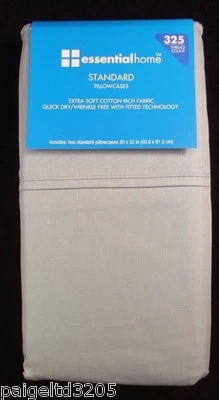 325
THREAD
COUNT
essentialhome™
STANDARD
PILLOWCASES
EXTRA SOFT COTTON RICH FABRIC
QUICK DRY/WRINKLE FREE WITH FITTED TECHNOLOGY
Includes: two standard pillowcases 20 x 32 in (50.8 x 81.2 cm)
paigeltd3205